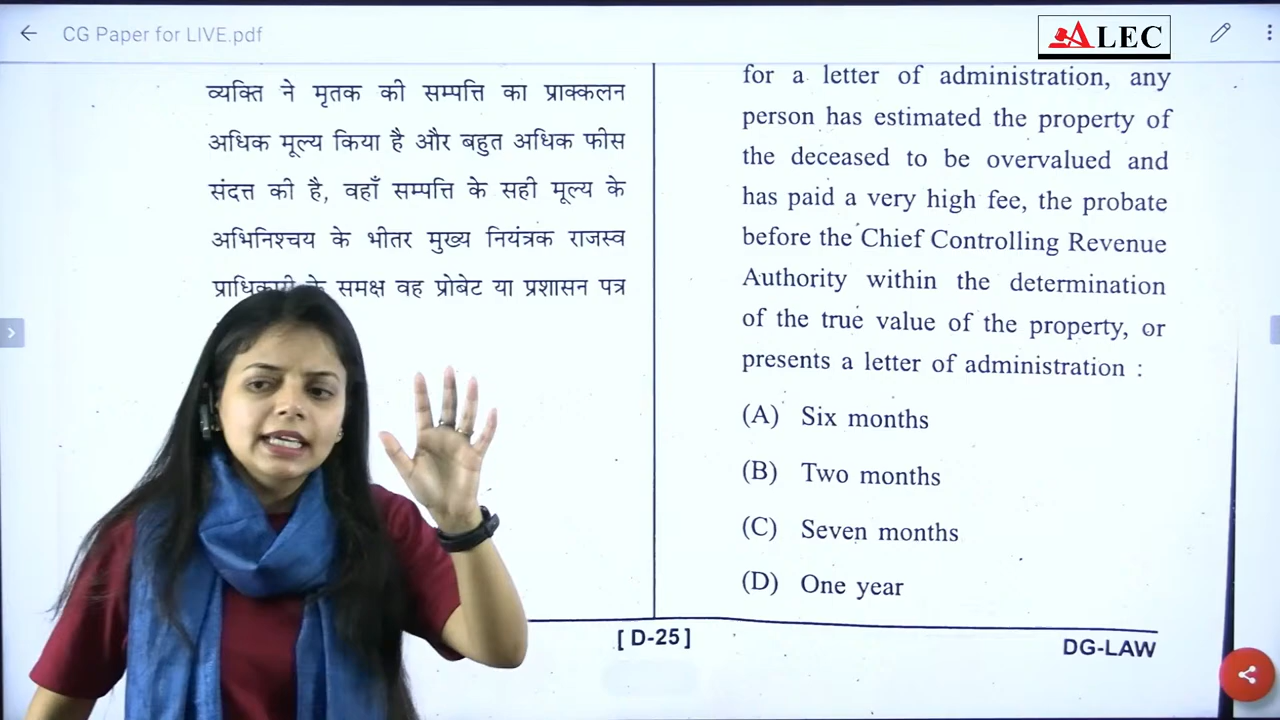 CG Paper for LIVE.pdf
ALEC
व्यक्ति ने मृतक की सम्पत्ति का प्राक्कलन
अधिक मूल्य किया है और बहुत अधिक फीस
संदत्त की है, वहाँ सम्पत्ति के सही मूल्य के
अभिनिश्चय के भीतर मुख्य नियंत्रक राजस्व
समक्ष वह प्रोबेट या प्रशासन पत्र
for a letter of administration, any
person has estimated the property of
the deceased to be overvalued and
has paid a very high fee, the probate
before the Chief Controlling Revenue
Authority within the determination
of the true value of the property, or
presents a letter of administration :
(A) Six months
(B) Two months
(C) Seven months
(D) One year
[ D-25 ]
DG-LAW